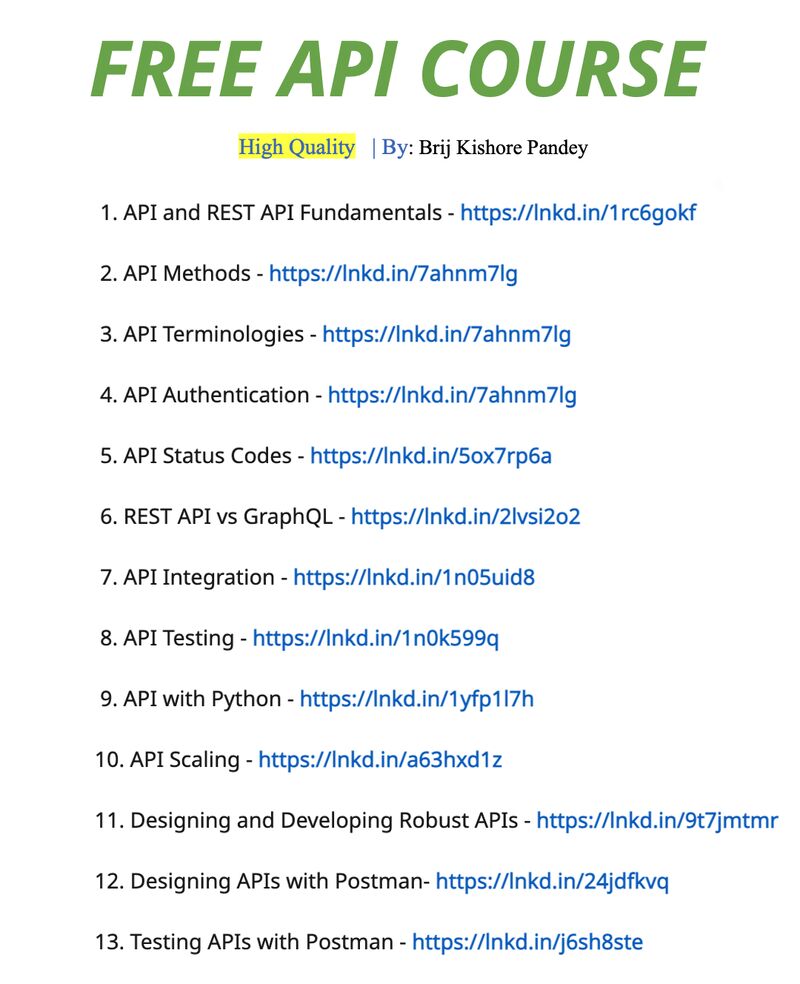 FREE API COURSE
High Quality | By: Brij Kishore Pandey
1. API and REST API Fundamentals - https://lnkd.in/1rc6gokf
2. API Methods - https://lnkd.in/7ahnm7lg
3. API Terminologies - https://lnkd.in/7ahnm7lg
4. API Authentication - https://lnkd.in/7ahnm7lg
5. API Status Codes - https://lnkd.in/5ox7rp6a
6. REST API vs GraphQL - https://lnkd.in/2lvsi2o2
7. API Integration - https://lnkd.in/1n05uid8
8. API Testing - https://lnkd.in/1n0k599q
9. API with Python - https://lnkd.in/1yfp1l7h
10. API Scaling - https://lnkd.in/a63hxd1z
11. Designing and Developing Robust APIs - https://lnkd.in/9t7jmtmr
12. Designing APIs with Postman- https://lnkd.in/24jdfkvq
13. Testing APIs with Postman - https://lnkd.in/j6sh8ste